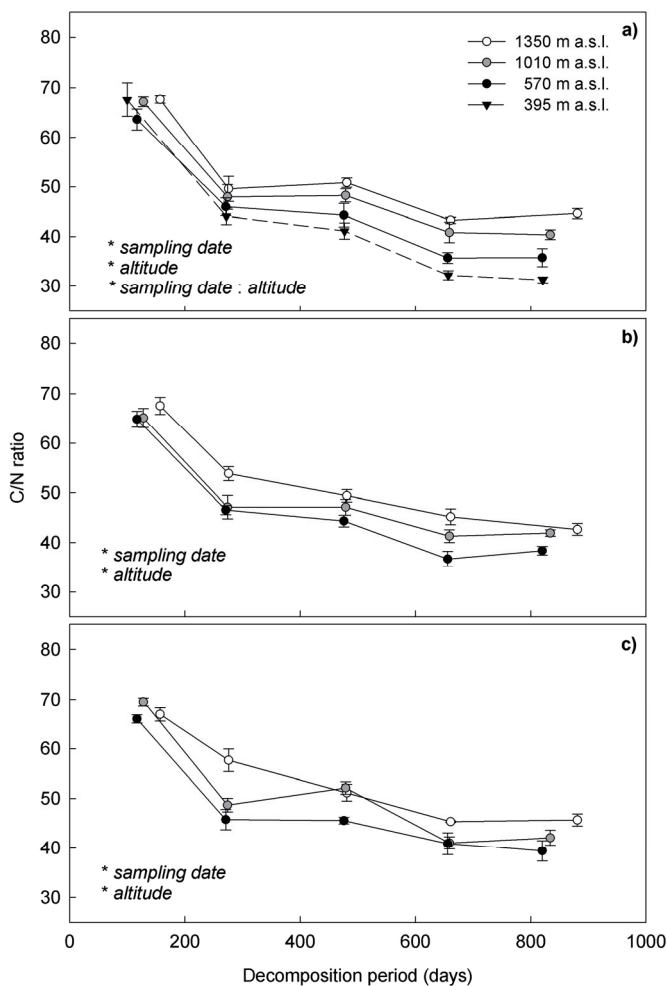 80
a)
1350 m a.s.l.
1010 m a.s.l.
570 m a.s.l.
395 m a.s.l.
70
60
50
40
30
* sampling date
* altitude
* sampling date : altitude
b)
70
60
50
40
30
C/N ratio
* sampling date
* altitude
c)
70
60
50
40
30
* sampling date
* altitude
0 200 400 600 800 1000
Decomposition period (days)